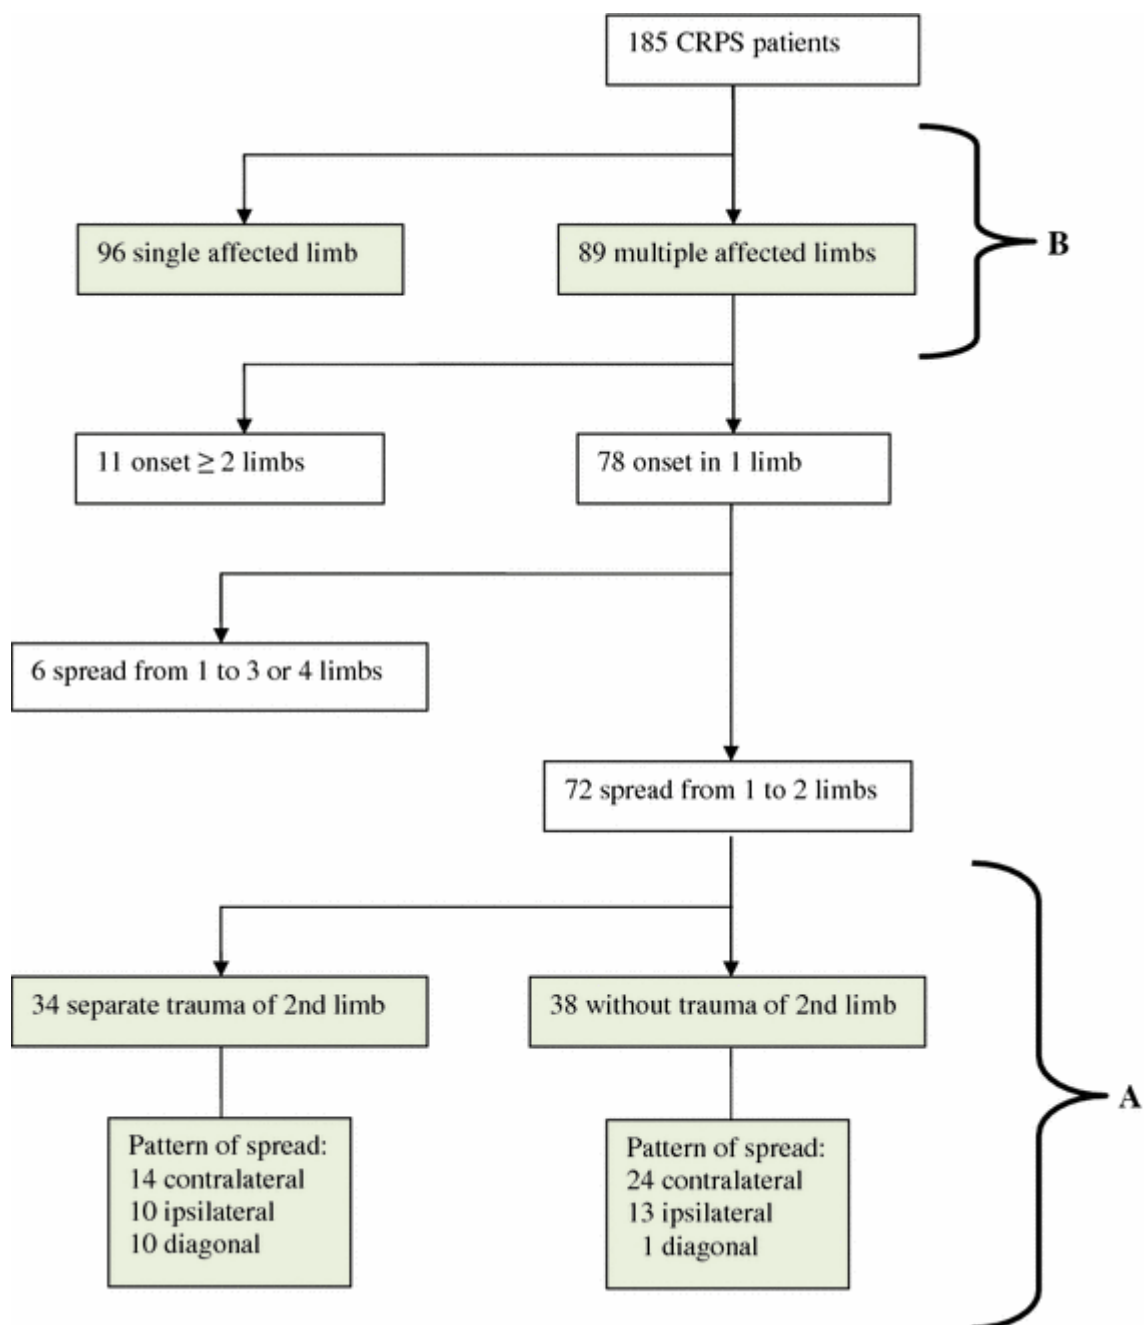 185 CRPS patients
96 single affected limb
89 multiple affected limbs
B
11 onset ≥ 2 limbs
78 onset in 1 limb
6 spread from 1 to 3 or 4 limbs
72 spread from 1 to 2 limbs
34 separate trauma of 2nd limb
38 without trauma of 2nd limb
A
Pattern of spread:
14 contralateral
10 ipsilateral
10 diagonal
Pattern of spread:
24 contralateral
13 ipsilateral
1 diagonal